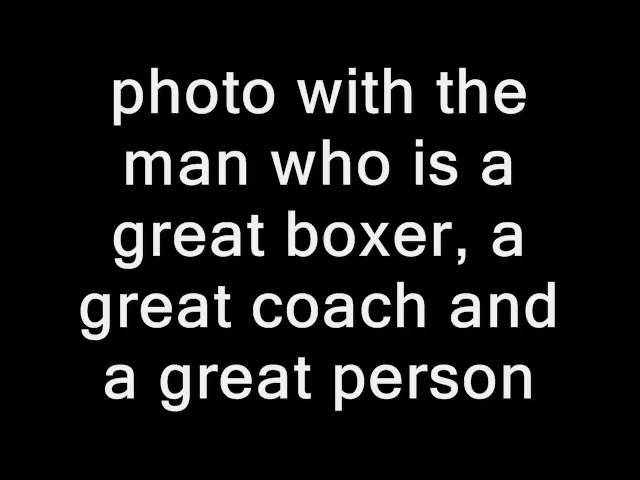 photo with the
man who is a
great boxer, a
great coach and
a great person